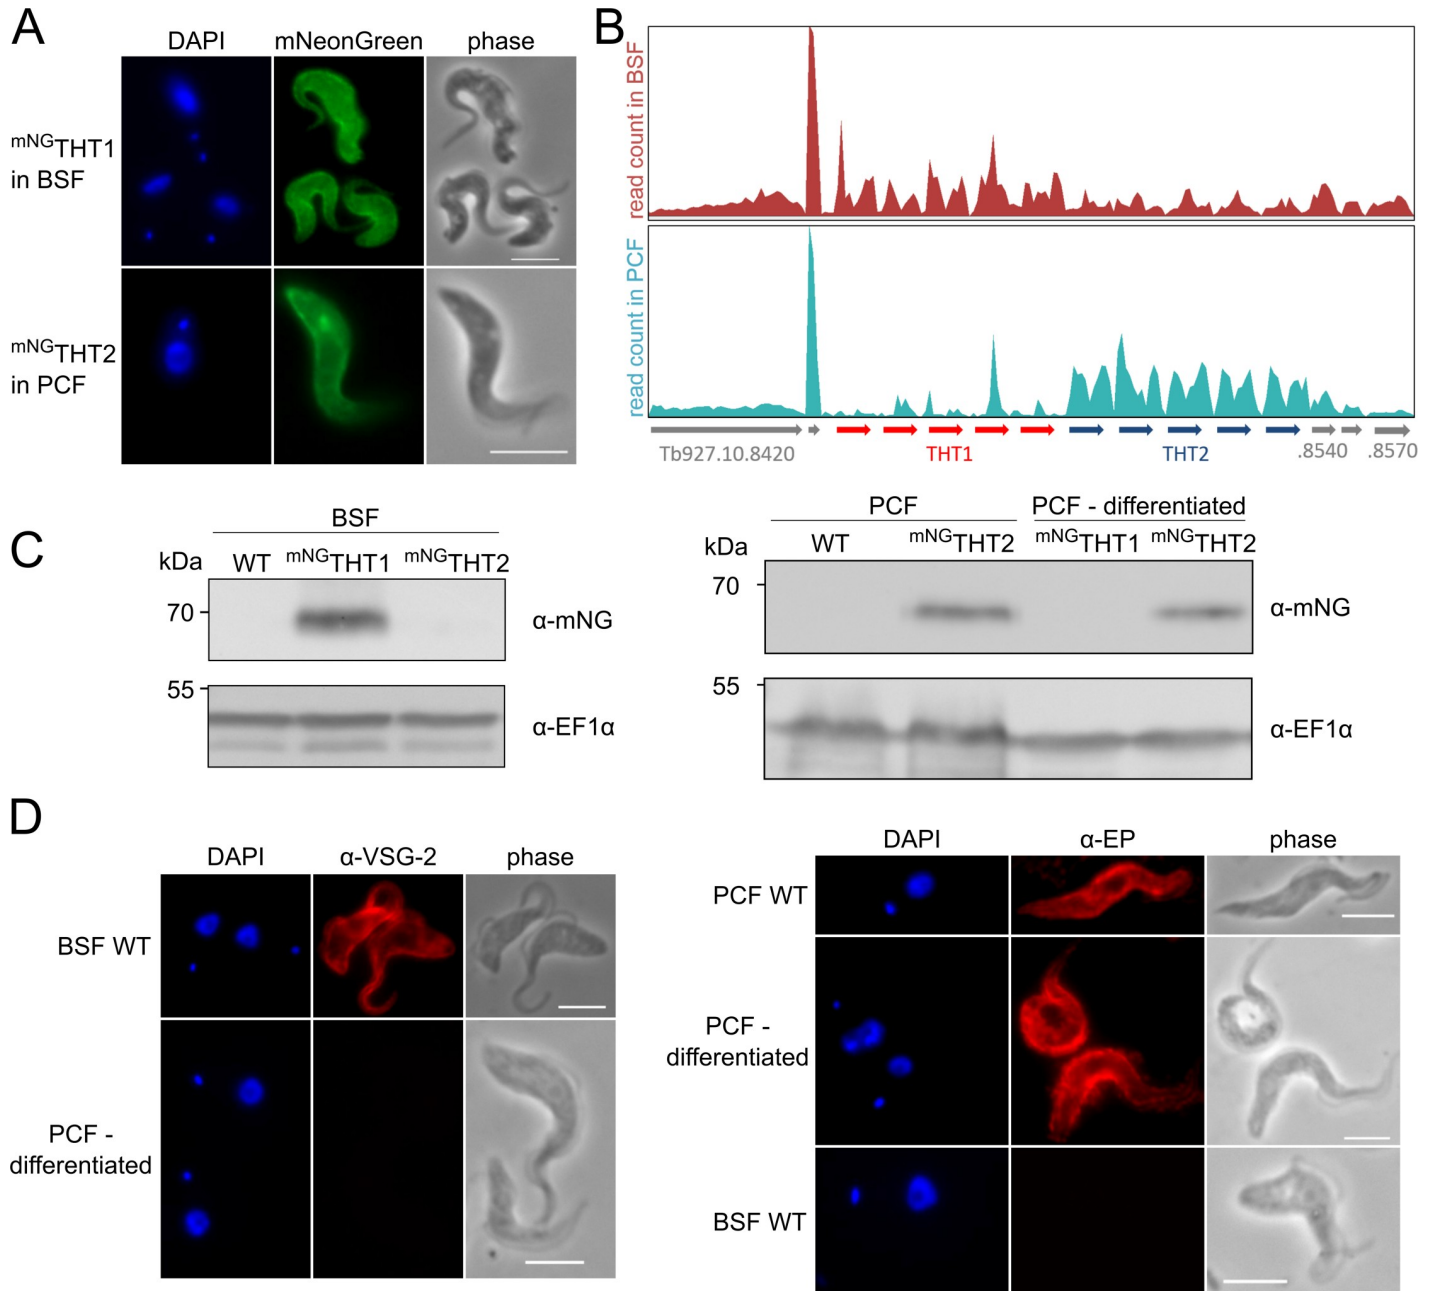 A
DAPI mNeonGreen phase
mNGTHT1
in BSF
mNGTHT2
in PCF
B
read count in BSF
read count in PCF
Tb927.10.8420 THT1 THT2 .8540 .8570
C
BSF
kDa WT mNGTHT1 mNGTHT2
70
α-mNG
55
α-EF1α
PCF PCF - differentiated
kDa WT mNGTHT2 mNGTHT1 mNGTHT2
70
α-mNG
55
α-EF1α
D
DAPI α-VSG-2 phase
BSF WT
PCF -
differentiated
DAPI α-EP phase
PCF WT
PCF -
differentiated
BSF WT